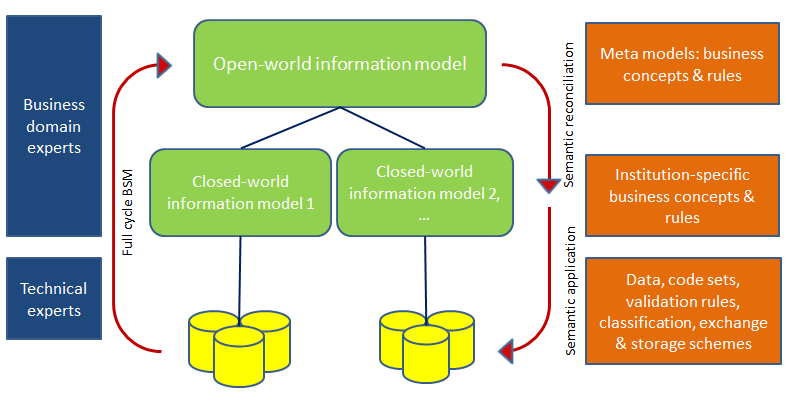 Open-world information model
Meta models: business
concepts & rules
Business
domain
experts
Closed-world
information model 1
Closed-world
information model 2,
...
Institution-specific
business concepts &
rules
Technical
experts
Data, code sets,
validation rules,
classification, exchange
& storage schemes
Full cycle BSM
Semantic reconciliation
Semantic application